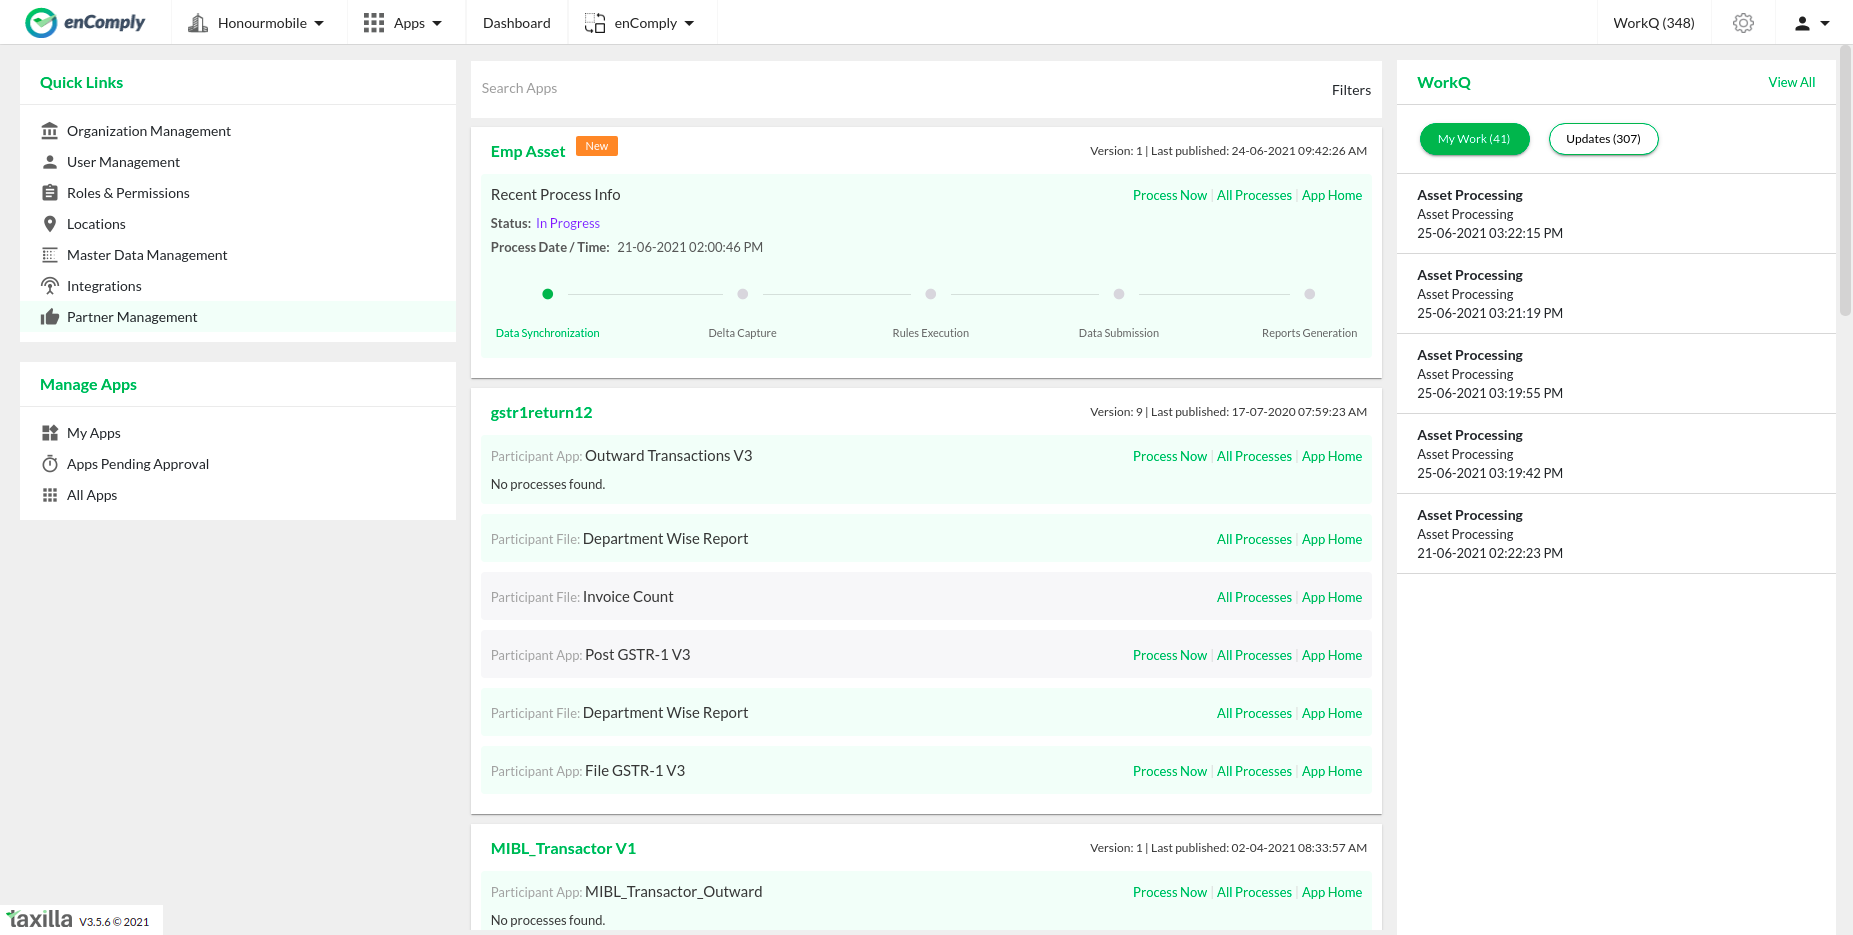 enComply
Honourmobile
Apps
Dashboard
enComply
WorkQ (348)
Quick Links
Organization Management
User Management
Roles & Permissions
Locations
Master Data Management
Integrations
Partner Management
Manage Apps
My Apps
Apps Pending Approval
All Apps
Search Apps
Filters
Emp Asset New
Version: 1 | Last published: 24-06-2021 09:42:26 AM
Recent Process Info
Process Now | All Processes | App Home
Status: In Progress
Process Date / Time: 21-06-2021 02:00:46 PM
Data Synchronization
Delta Capture
Rules Execution
Data Submission
Reports Generation
gstr1return12
Version: 9 | Last published: 17-07-2020 07:59:23 AM
Participant App: Outward Transactions V3
Process Now | All Processes | App Home
No processes found.
Participant File: Department Wise Report
All Processes | App Home
Participant File: Invoice Count
All Processes | App Home
Participant App: Post GSTR-1 V3
Process Now | All Processes | App Home
Participant File: Department Wise Report
All Processes | App Home
Participant App: File GSTR-1 V3
Process Now | All Processes | App Home
MIBL_Transactor V1
Version: 1 | Last published: 02-04-2021 08:33:57 AM
Participant App: MIBL_Transactor_Outward
Process Now | All Processes | App Home
No processes found.
WorkQ
View All
My Work (41)
Updates (307)
Asset Processing
Asset Processing
25-06-2021 03:22:15 PM
Asset Processing
Asset Processing
25-06-2021 03:21:19 PM
Asset Processing
Asset Processing
25-06-2021 03:19:55 PM
Asset Processing
Asset Processing
25-06-2021 03:19:42 PM
Asset Processing
Asset Processing
21-06-2021 02:22:23 PM
taxilla V3.5.6 © 2021